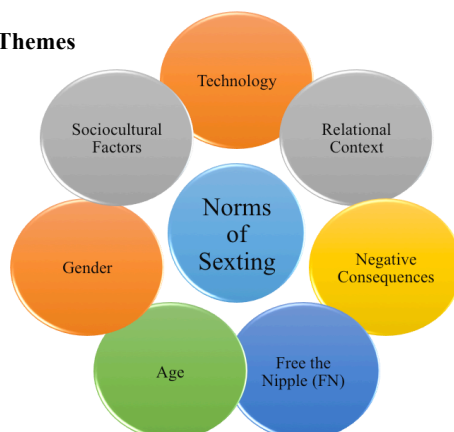 Themes
Technology
Sociocultural
Factors
Relational
Context
Norms
of
Sexting
Gender
Negative
Consequences
Age
Free the
Nipple (FN)